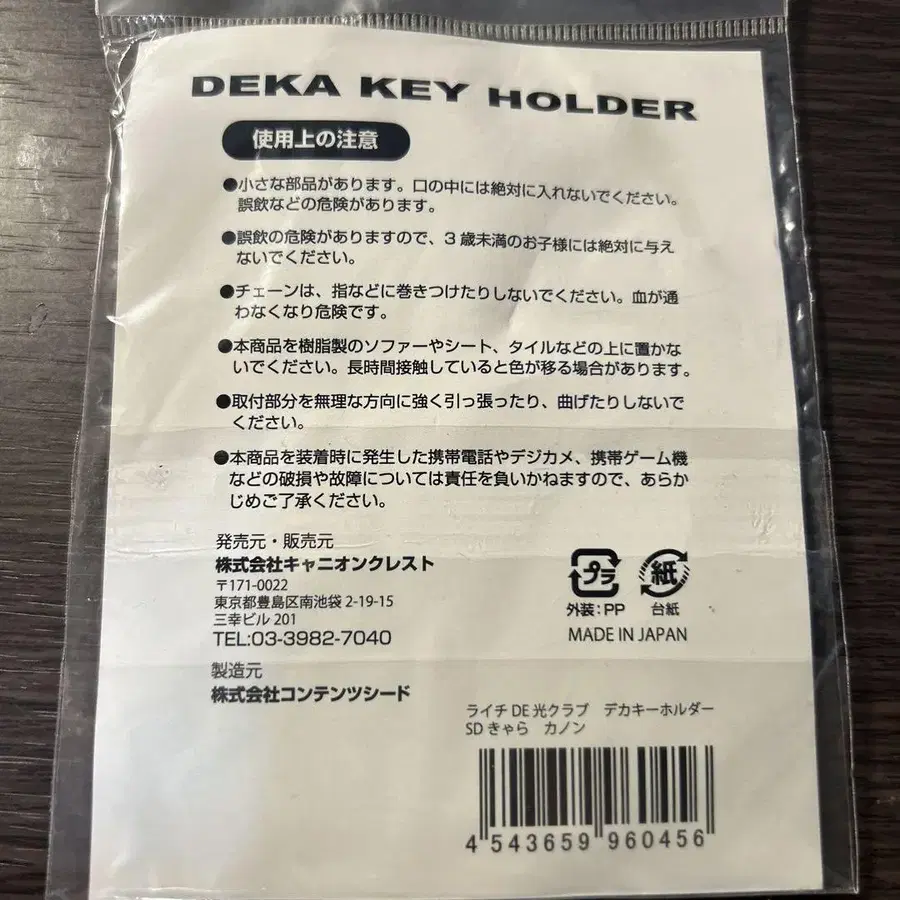 DEKA KEY HOLDER
使用上の注意
●小さな部品があります。口の中には絶対に入れないでください。
誤飲などの危険があります。
●誤飲の危険がありますので、3歳未満のお子様には絶対に与え
ないでください。
●チェーンは、指などに巻きつけたりしないでください。血が通
わなくなり危険です。
●本商品を樹脂製のソファーやシート、タイルなどの上に置かな
いでください。長時間接触していると色が移る場合があります。
●取付部分を無理な方向に強く引っ張ったり、曲げたりしないで
ください。
●本商品を装着時に発生した携帯電話やデジカメ、携帯ゲーム機
などの破損や故障については責任を負いかねますので、あらか
じめご了承ください。
発売元・販売元
株式会社キャニオンクレスト
〒171-0022
東京都豊島区南池袋 2-19-15
三幸ビル 201
TEL:03-3982-7040
製造元
株式会社コンテンツシード
プラ
紙
外装:PP
台紙
MADE IN JAPAN
ライチ DE 光クラブ デカキーホルダー
SD きゃら カノン
4 543659 960456